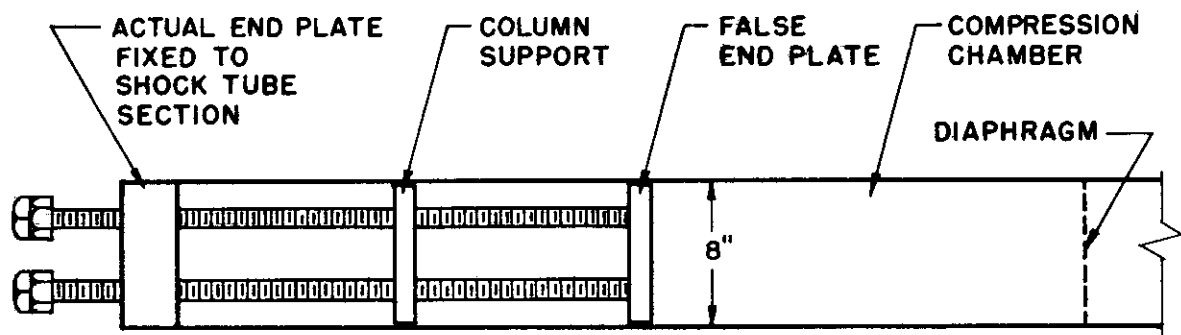 ACTUAL END PLATE
FIXED TO
SHOCK TUBE
SECTION
COLUMN
SUPPORT
FALSE
END PLATE
COMPRESSION
CHAMBER
DIAPHRAGM
8"